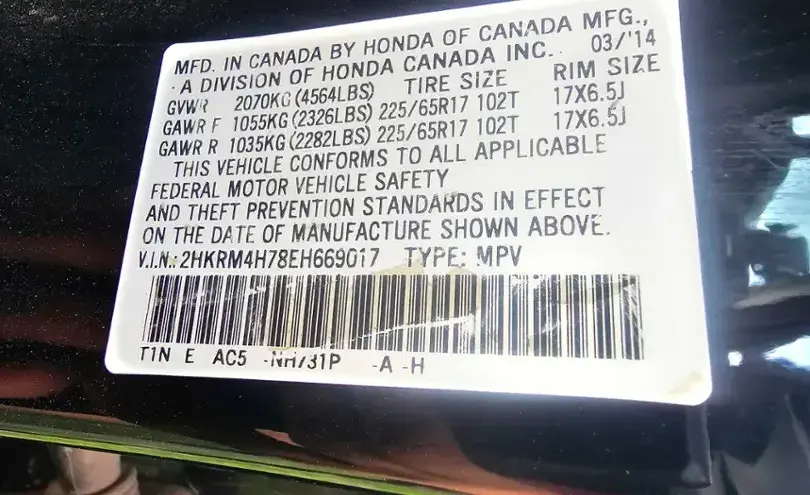 MFD. IN CANADA BY HONDA OF CANADA MFG.,
A DIVISION OF HONDA CANADA INC. 03/'14
GVWR 2070KG (4564LBS) TIRE SIZE RIM SIZE
GAWR F 1055KG (2326LBS) 225/65R17 102T 17X6.5J
GAWR R 1035KG (2282LBS) 225/65R17 102T 17X6.5J
THIS VEHICLE CONFORMS TO ALL APPLICABLE
FEDERAL MOTOR VEHICLE SAFETY
AND THEFT PREVENTION STANDARDS IN EFFECT
ON THE DATE OF MANUFACTURE SHOWN ABOVE.
V.I.N.: 2HKRM4H78EH669017 TYPE: MPV
T1N E AC5 -NH731P -A -H